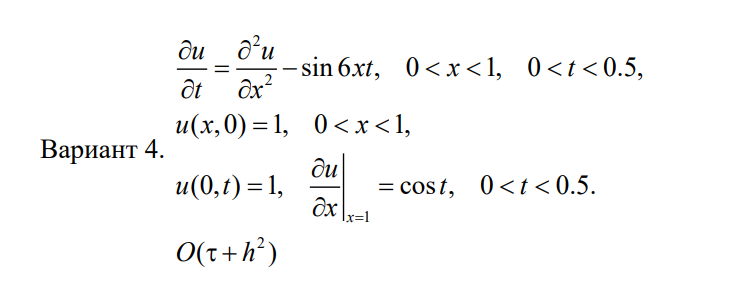 ∂u/∂t = ∂²u/∂x² − sin 6xt, 0 < x < 1, 0 < t < 0.5,
u(x,0) = 1, 0 < x < 1,
Вариант 4.
u(0,t) = 1, ∂u/∂x|ₓ₌₁ = cos t, 0 < t < 0.5.
O(τ + h²)